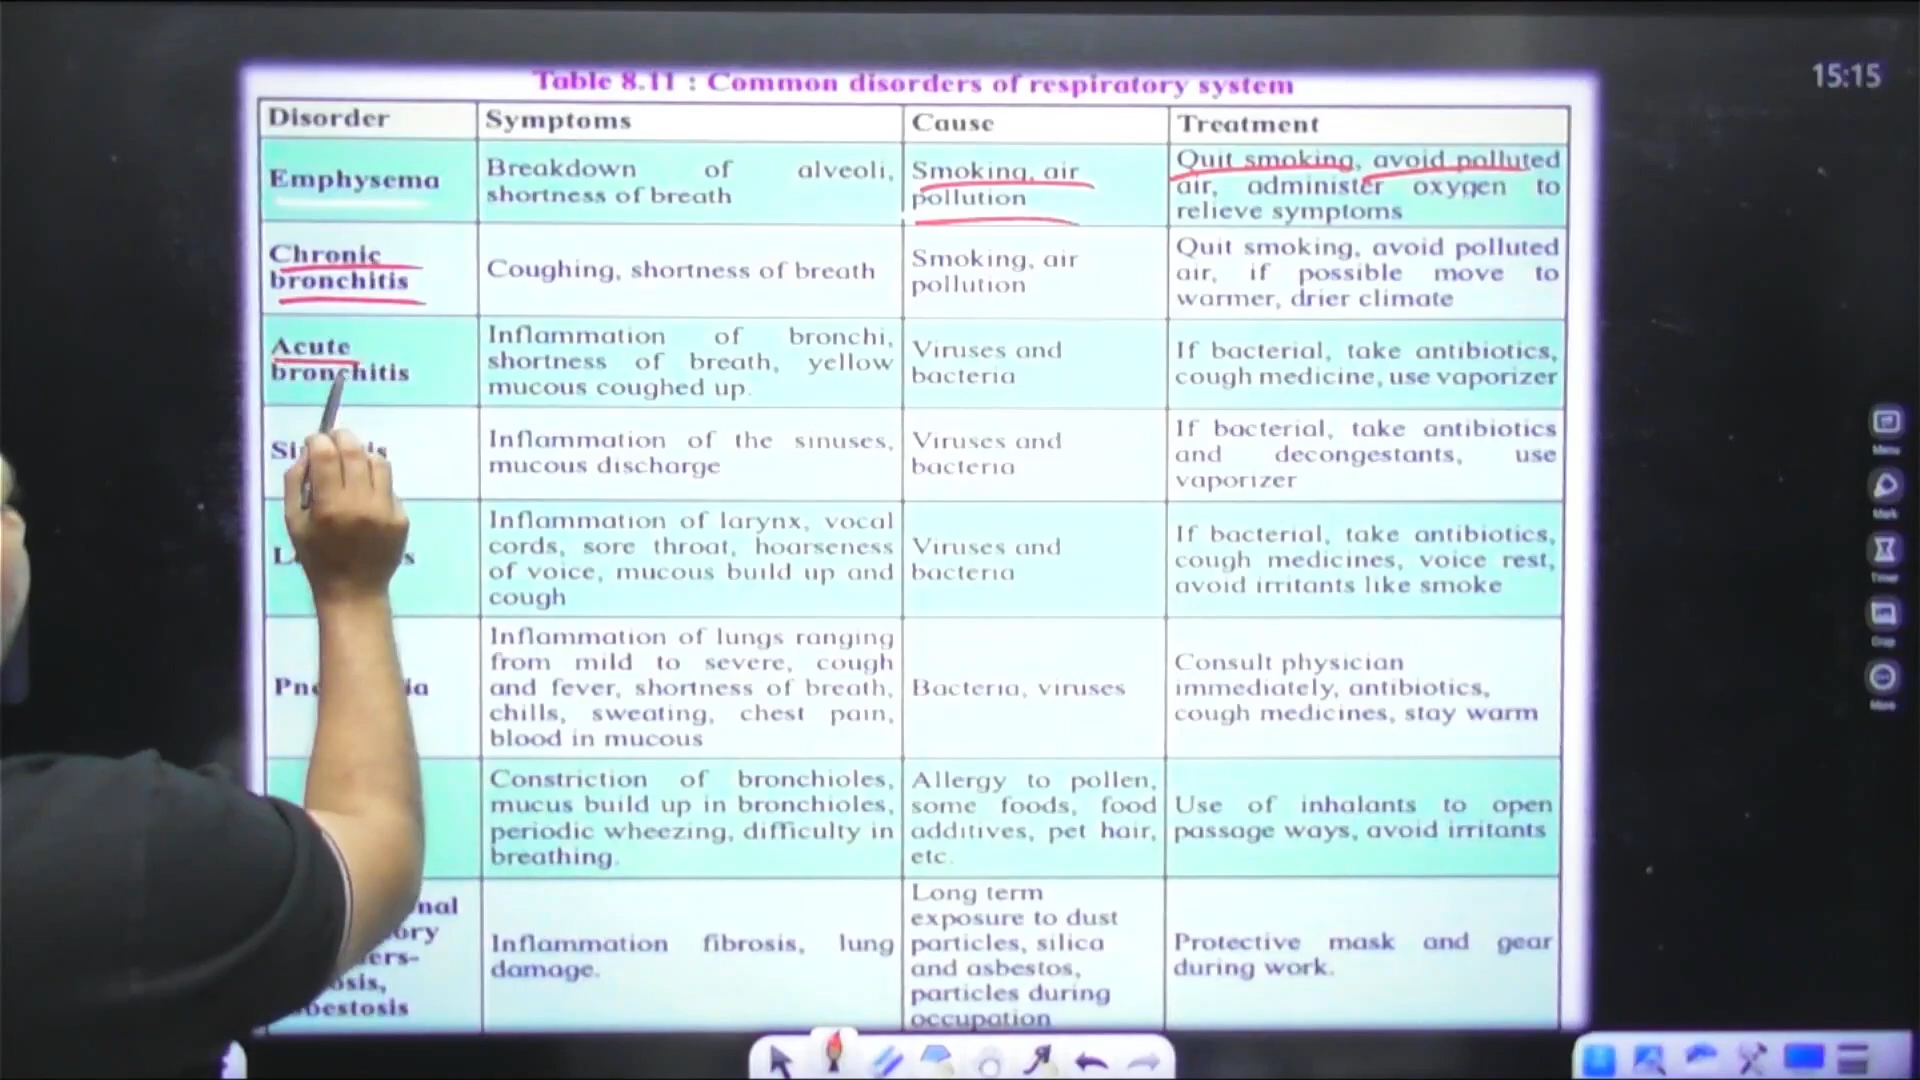 15:15
Table 8.11 : Common disorders of respiratory system
Disorder
Symptoms
Cause
Treatment
Emphysema
Breakdown of alveoli,
shortness of breath
Smoking, air
pollution
Quit smoking, avoid polluted
air, administer oxygen to
relieve symptoms
Chronic
bronchitis
Coughing, shortness of breath
Smoking, air
pollution
Quit smoking, avoid polluted
air, if possible move to
warmer, drier climate
Acute
bronchitis
Inflammation of bronchi,
shortness of breath, yellow
mucous coughed up.
Viruses and
bacteria
If bacterial, take antibiotics,
cough medicine, use vaporizer
Inflammation of the sinuses,
mucous discharge
Viruses and
bacteria
If bacterial, take antibiotics
and decongestants, use
vaporizer
Inflammation of larynx, vocal
cords, sore throat, hoarseness
of voice, mucous build up and
cough
Viruses and
bacteria
If bacterial, take antibiotics,
cough medicines, voice rest,
avoid irritants like smoke
Inflammation of lungs ranging
from mild to severe, cough
and fever, shortness of breath,
chills, sweating, chest pain,
blood in mucous
Bacteria, viruses
Consult physician
immediately, antibiotics,
cough medicines, stay warm
Constriction of bronchioles,
mucus build up in bronchioles,
periodic wheezing, difficulty in
breathing.
Allergy to pollen,
some foods, food
additives, pet hair,
etc.
Use of inhalants to open
passage ways, avoid irritants
Inflammation fibrosis, lung
damage.
Long term
exposure to dust
particles, silica
and asbestos,
particles during
occupation
Protective mask and gear
during work.
Menu
Mark
Timer
More